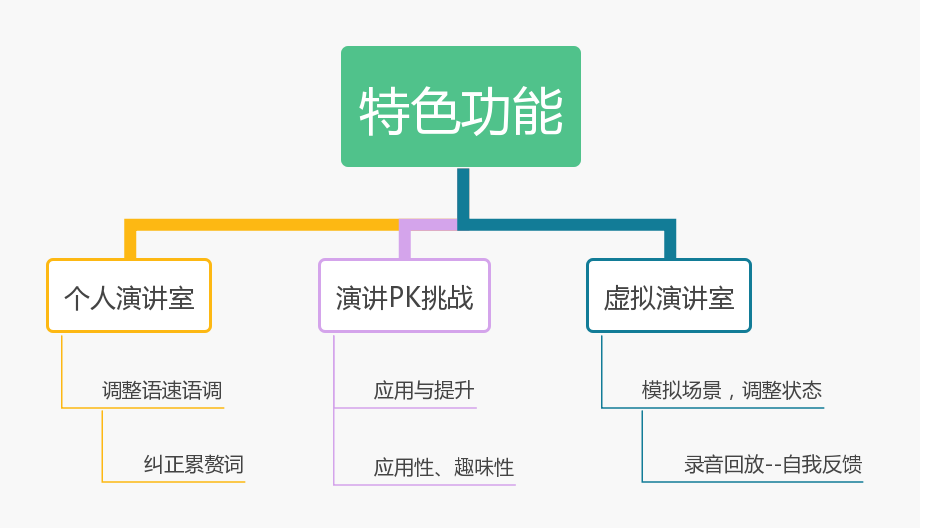 特色功能
个人演讲室
调整语速语调
纠正累赘词
演讲PK挑战
应用与提升
应用性、趣味性
虚拟演讲室
模拟场景，调整状态
录音回放--自我反馈